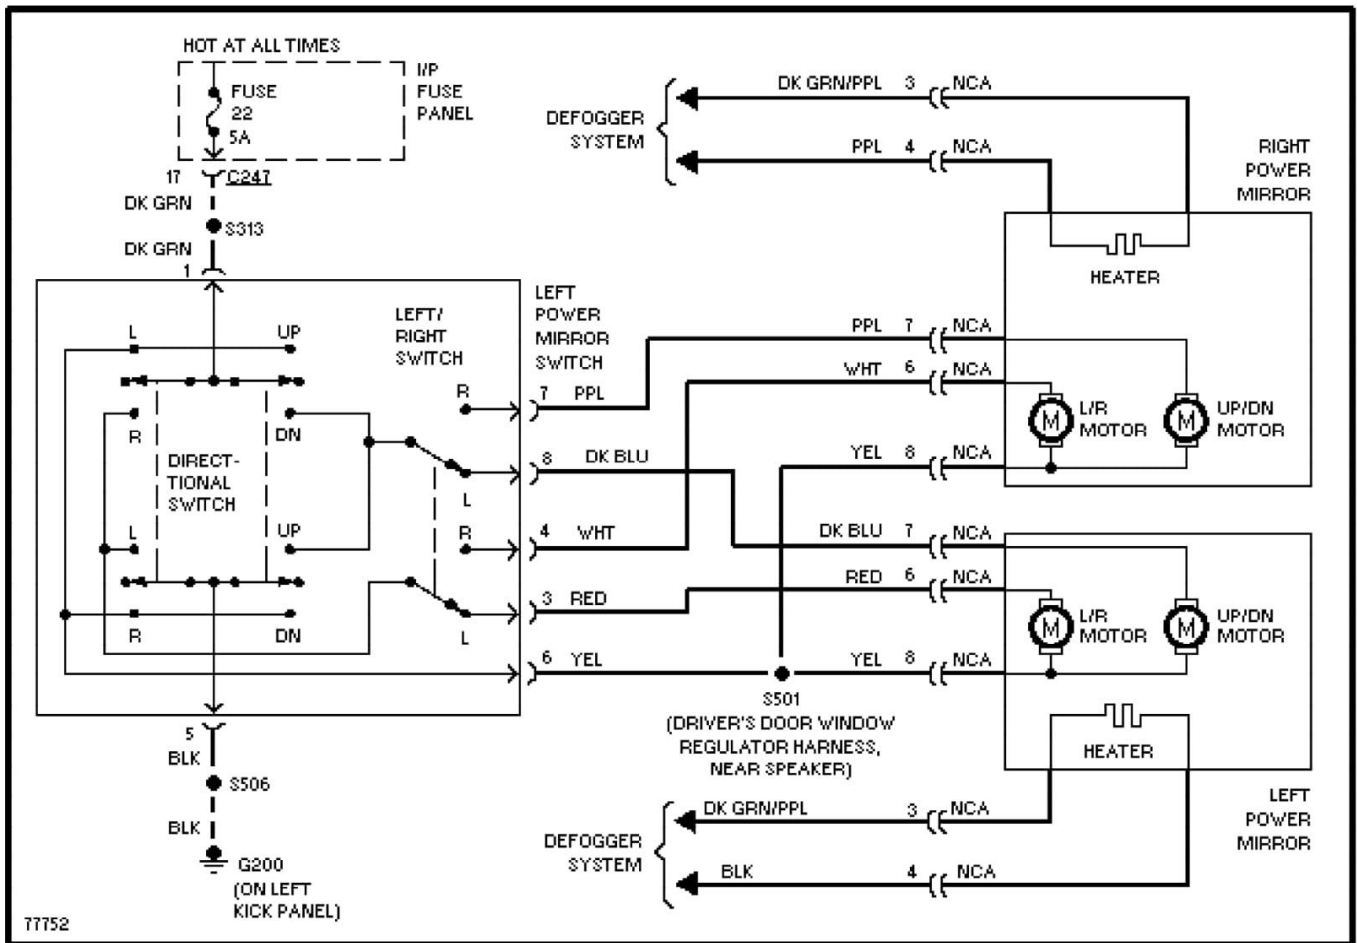 HOT AT ALL TIMES
FUSE
22
5A
I/P
FUSE
PANEL
17 C247
DK GRN
S313
DK GRN
1
DEFOGGER
SYSTEM
DK GRN/PPL 3 NCA
PPL 4 NCA
RIGHT
POWER
MIRROR
HEATER
LEFT/
RIGHT
SWITCH
LEFT
POWER
MIRROR
SWITCH
L UP
R DN
DIRECT-
TIONAL
SWITCH
L UP
R DN
R
L
R
L
7 PPL
8 DK BLU
4 WHT
3 RED
6 YEL
PPL 7 NCA
WHT 6 NCA
YEL 8 NCA
M L/R
MOTOR
M UP/DN
MOTOR
DK BLU 7 NCA
RED 6 NCA
YEL 8 NCA
M L/R
MOTOR
M UP/DN
MOTOR
S501
(DRIVER'S DOOR WINDOW
REGULATOR HARNESS,
NEAR SPEAKER)
HEATER
5
BLK
S506
BLK
G200
(ON LEFT
KICK PANEL)
DEFOGGER
SYSTEM
DK GRN/PPL 3 NCA
BLK 4 NCA
LEFT
POWER
MIRROR
77752